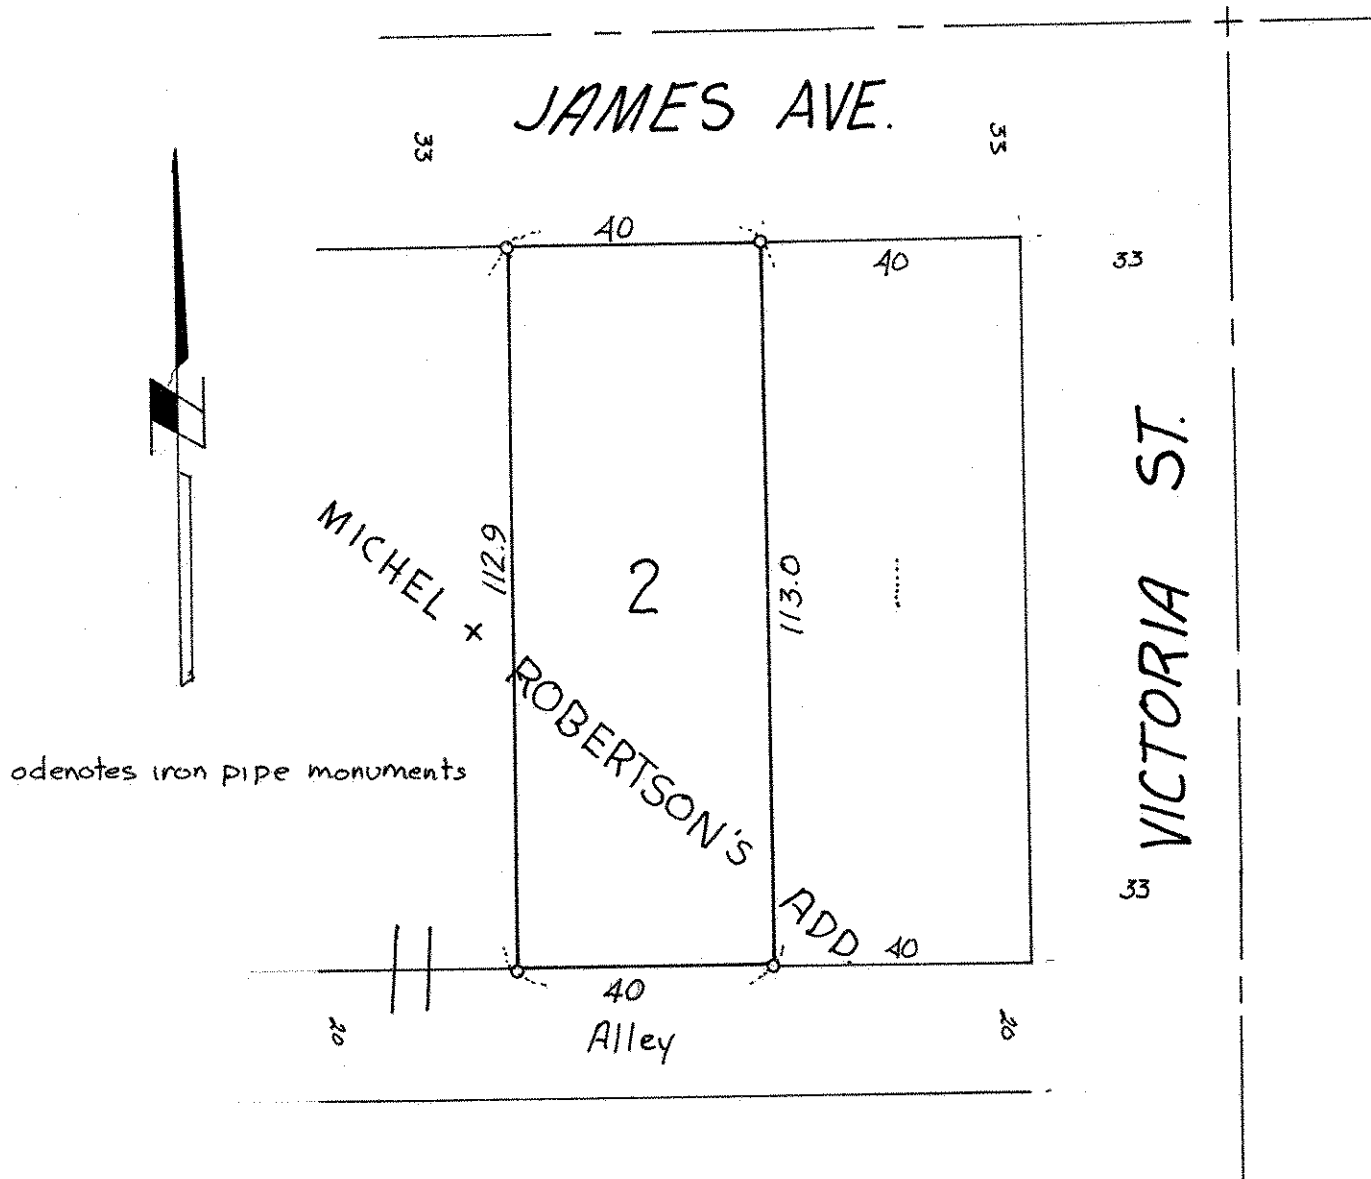 JAMES AVE.
33
33
40
40
33
112.9
2
113.0
VICTORIA ST.
MICHEL + ROBERTSON'S ADD.
odenotes iron pipe monuments
33
40
40
20
Alley
20